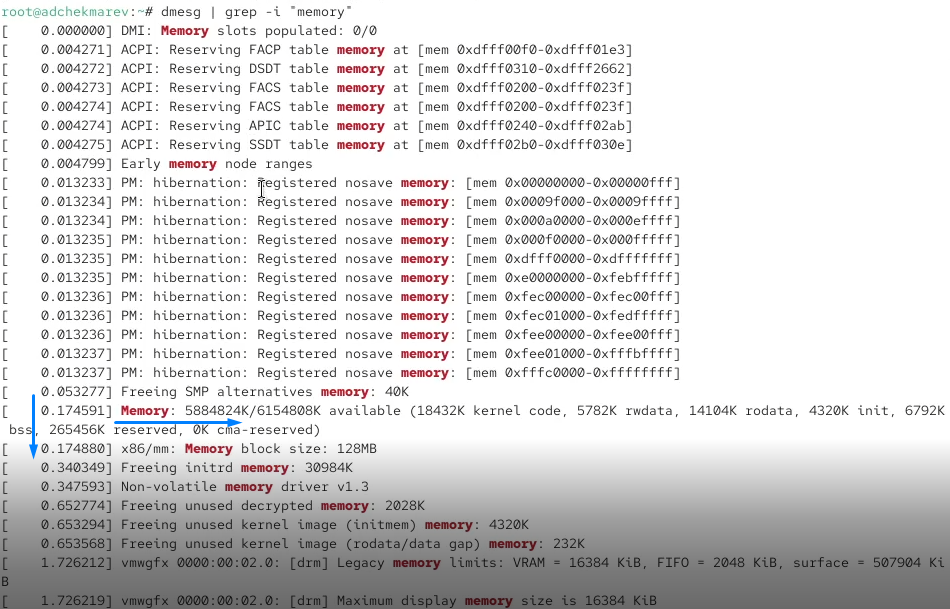 root@adchekmarev:~# dmesg | grep -i "memory"
[    0.000000] DMI: Memory slots populated: 0/0
[    0.004271] ACPI: Reserving FACP table memory at [mem 0xdfff00f0-0xdfff01e3]
[    0.004272] ACPI: Reserving DSDT table memory at [mem 0xdfff0310-0xdfff2662]
[    0.004273] ACPI: Reserving FACS table memory at [mem 0xdfff0200-0xdfff023f]
[    0.004274] ACPI: Reserving FACS table memory at [mem 0xdfff0200-0xdfff023f]
[    0.004274] ACPI: Reserving APIC table memory at [mem 0xdfff0240-0xdfff02ab]
[    0.004275] ACPI: Reserving SSDT table memory at [mem 0xdfff02b0-0xdfff030e]
[    0.004799] Early memory node ranges
[    0.013233] PM: hibernation: Registered nosave memory: [mem 0x00000000-0x00000fff]
[    0.013234] PM: hibernation: Registered nosave memory: [mem 0x0009f000-0x0009ffff]
[    0.013234] PM: hibernation: Registered nosave memory: [mem 0x000a0000-0x000effff]
[    0.013235] PM: hibernation: Registered nosave memory: [mem 0x000f0000-0x000fffff]
[    0.013235] PM: hibernation: Registered nosave memory: [mem 0xdfff0000-0xdfffffff]
[    0.013235] PM: hibernation: Registered nosave memory: [mem 0xe0000000-0xfebfffff]
[    0.013236] PM: hibernation: Registered nosave memory: [mem 0xfec00000-0xfec00fff]
[    0.013236] PM: hibernation: Registered nosave memory: [mem 0xfec01000-0xfedfffff]
[    0.013236] PM: hibernation: Registered nosave memory: [mem 0xfee00000-0xfee00fff]
[    0.013237] PM: hibernation: Registered nosave memory: [mem 0xfee01000-0xfffbffff]
[    0.013237] PM: hibernation: Registered nosave memory: [mem 0xfffc0000-0xffffffff]
[    0.053277] Freeing SMP alternatives memory: 40K
[    0.174591] Memory: 5884824K/6154808K available (18432K kernel code, 5782K rwdata, 14104K rodata, 4320K init, 6792K
bss, 265456K reserved, 0K cma-reserved)
[    0.174880] x86/mm: Memory block size: 128MB
[    0.340349] Freeing initrd memory: 30984K
[    0.347593] Non-volatile memory driver v1.3
[    0.652774] Freeing unused decrypted memory: 2028K
[    0.653294] Freeing unused kernel image (initmem) memory: 4320K
[    0.653568] Freeing unused kernel image (rodata/data gap) memory: 232K
[    1.726212] vmwgfx 0000:00:02.0: [drm] Legacy memory limits: VRAM = 16384 KiB, FIFO = 2048 KiB, surface = 507904 Ki
B
[    1.726219] vmwgfx 0000:00:02.0: [drm] Maximum display memory size is 16384 KiB